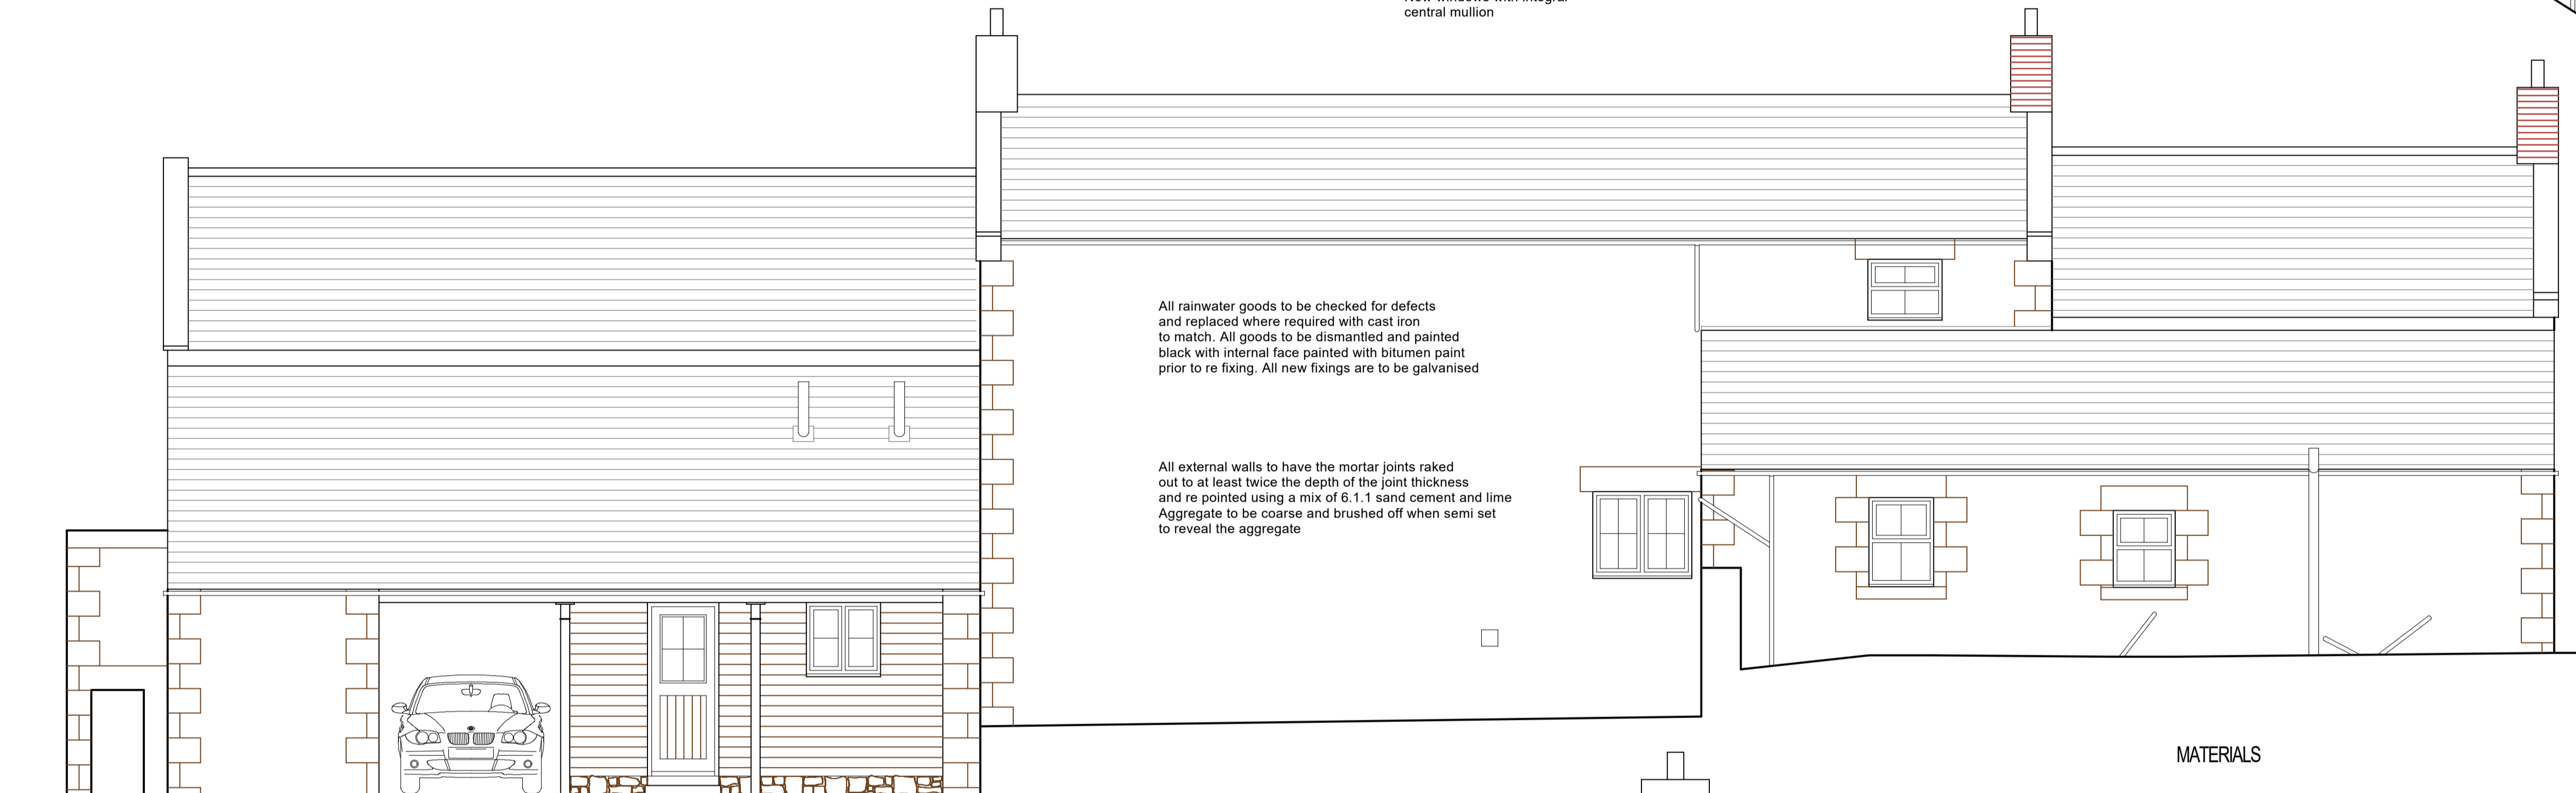 central mullion
All rainwater goods to be checked for defects
and replaced where required with cast iron
to match. All goods to be dismantled and painted
black with internal face painted with bitumen paint
prior to re fixing. All new fixings are to be galvanised
All external walls to have the mortar joints raked
out to at least twice the depth of the joint thickness
and re pointed using a mix of 6.1.1 sand cement and lime
Aggregate to be coarse and brushed off when semi set
to reveal the aggregate
MATERIALS